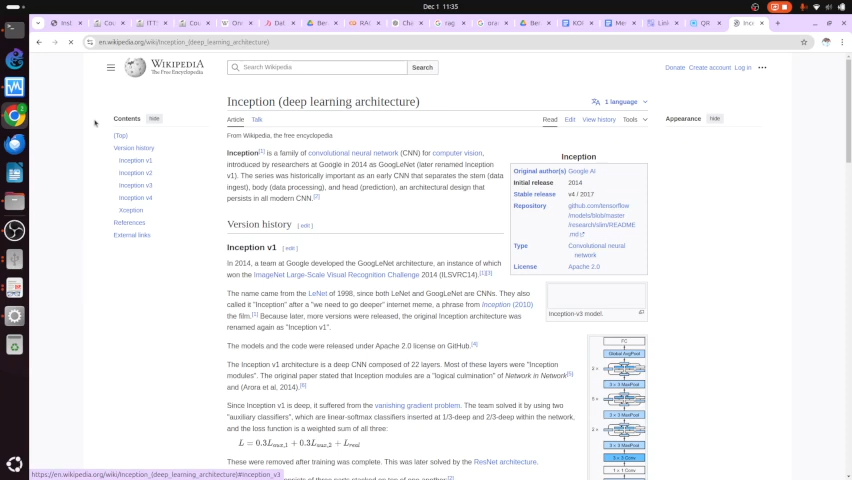 Dec 1 11:35
en.wikipedia.org/wiki/Inception_(deep_learning_architecture)
WIKIPEDIA
The Free Encyclopedia
Search Wikipedia
Search
Donate Create account Log in
Contents hide
(Top)
Version history
Inception v1
Inception v2
Inception v3
Inception v4
Xception
References
External links
Inception (deep learning architecture)
1 language
Article Talk Read Edit View history Tools
Appearance hide
From Wikipedia, the free encyclopedia
Inception[1] is a family of convolutional neural network (CNN) for computer vision,
introduced by researchers at Google in 2014 as GoogLeNet (later renamed Inception
v1). The series was historically important as an early CNN that separates the stem (data
ingest), body (data processing), and head (prediction), an architectural design that
persists in all modern CNN.[2]
Inception
Original author(s) Google AI
Initial release 2014
Stable release v4 / 2017
Repository github.com/tensorflow
/models/blob/master
/research/slim/README
.md
Type Convolutional neural
network
License Apache 2.0
Version history [ edit ]
Inception v1 [ edit ]
In 2014, a team at Google developed the GoogLeNet architecture, an instance of which
won the ImageNet Large-Scale Visual Recognition Challenge 2014 (ILSVRC14).[1][3]
The name came from the LeNet of 1998, since both LeNet and GoogLeNet are CNNs. They also
called it "Inception" after a "we need to go deeper" internet meme, a phrase from Inception (2010)
the film.[1] Because later, more versions were released, the original Inception architecture was
renamed again as "Inception v1".
Inception-v3 model.
The models and the code were released under Apache 2.0 license on GitHub.[4]
The Inception v1 architecture is a deep CNN composed of 22 layers. Most of these layers were "Inception
modules". The original paper stated that Inception modules are a "logical culmination" of Network in Network[5]
and (Arora et al, 2014).[6]
Since Inception v1 is deep, it suffered from the vanishing gradient problem. The team solved it by using two
"auxiliary classifiers", which are linear-softmax classifiers inserted at 1/3-deep and 2/3-deep within the network,
and the loss function is a weighted sum of all three:
L = 0.3L_aux,1 + 0.3L_aux,2 + L_real
These were removed after training was complete. This was later solved by the ResNet architecture.
FC
Global AvgPool
2 ×
3 × 3 MaxPool
5 ×
3 × 3 MaxPool
2 ×
3 × 3 MaxPool
3 × 3 Conv
1 × 1 Conv
https://en.wikipedia.org/wiki/Inception_(deep_learning_architecture)#Inception_v3